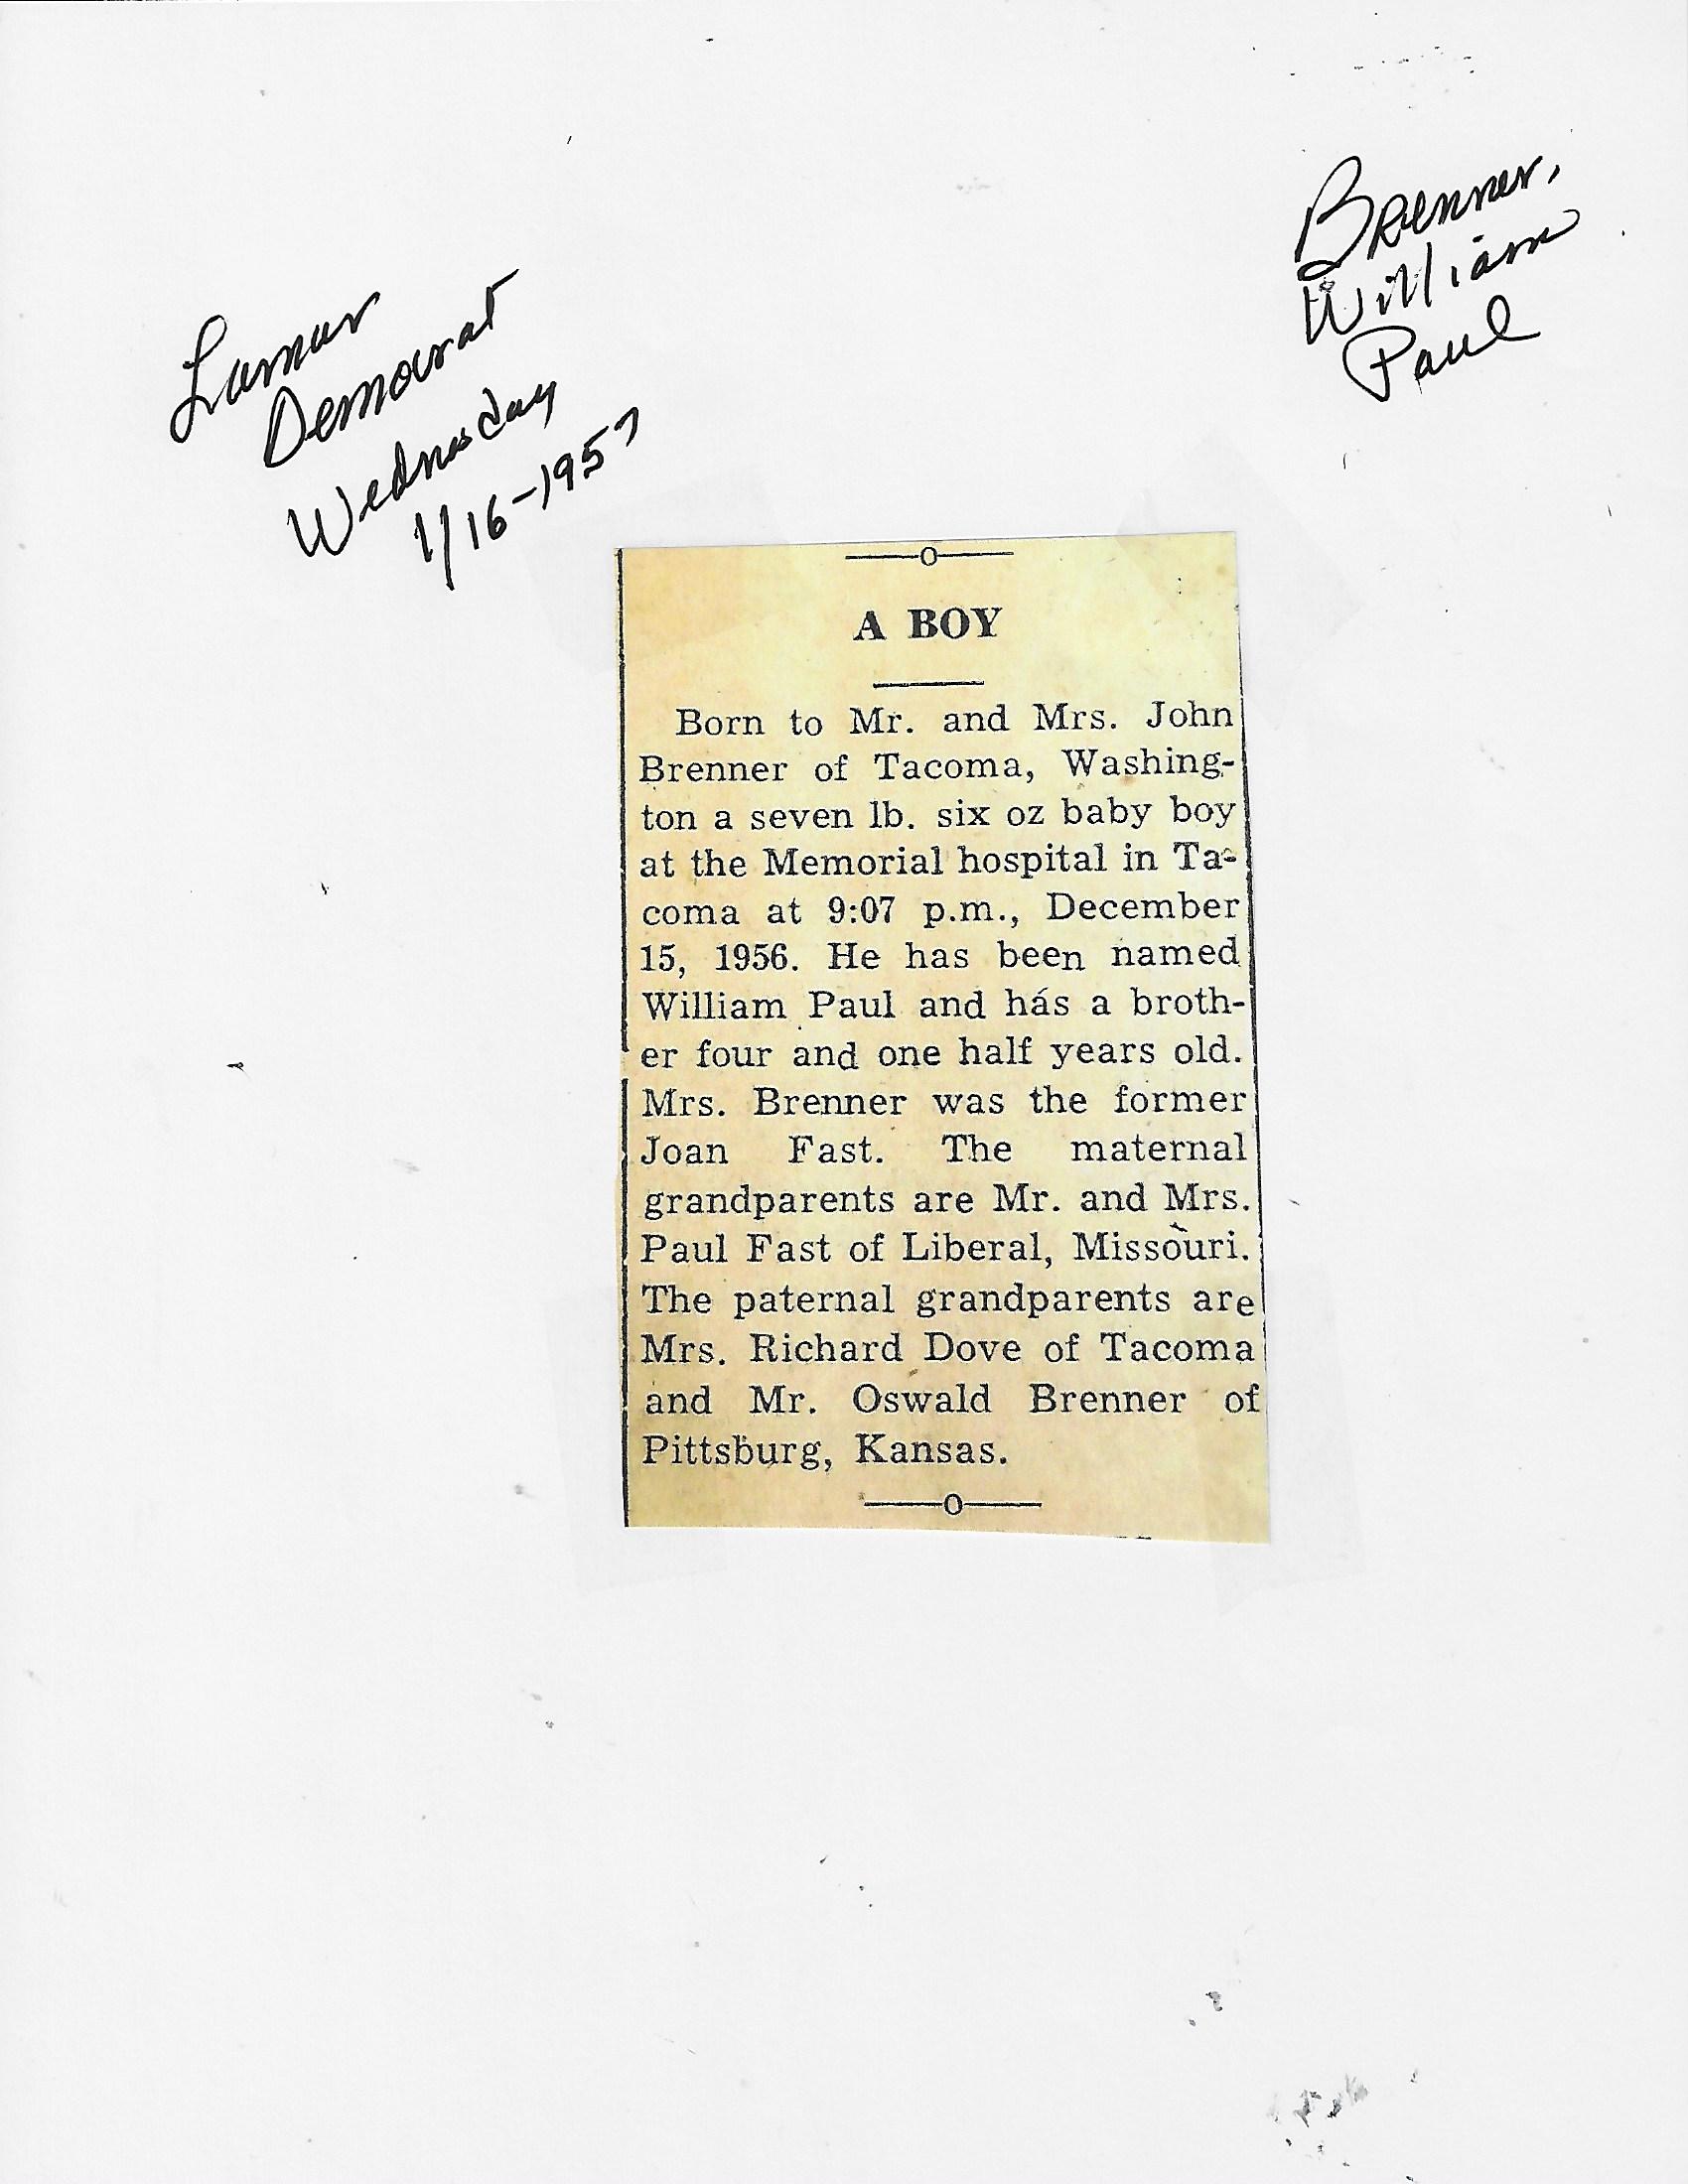 Lamar
Democrat
Wednesday
1/16-1957
Brenner,
William
Paul
A BOY
Born to Mr. and Mrs. John
Brenner of Tacoma, Washing-
ton a seven lb. six oz baby boy
at the Memorial hospital in Ta-
coma at 9:07 p.m., December
15, 1956. He has been named
William Paul and has a broth-
er four and one half years old.
Mrs. Brenner was the former
Joan Fast. The maternal
grandparents are Mr. and Mrs.
Paul Fast of Liberal, Missouri.
The paternal grandparents are
Mrs. Richard Dove of Tacoma
and Mr. Oswald Brenner of
Pittsburg, Kansas.